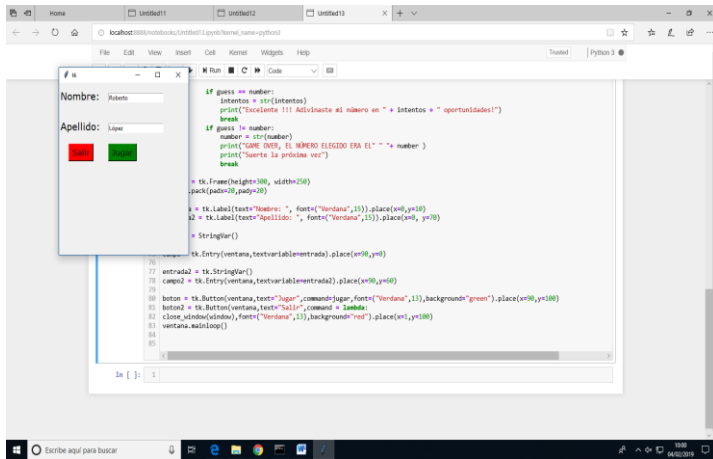 Home
Untitled11
Untitled12
Untitled13
localhost:8888/notebooks/Untitled13.ipynb?kernel_name=python3
File Edit View Insert Cell Kernel Widgets Help
Trusted
Python 3
Run
C
Code
tk
Nombre:
Roberto
Apellido:
López
Salir
Jugar
if guess == number:
intentos = str(intentos)
print("Excelente !!! Adivinaste mi número en " + intentos + " oportunidades!")
break
if guess != number:
number = str(number)
print("GAME OVER, EL NÚMERO ELEGIDO ERA EL" " "+ number )
print("Suerte la próxima vez")
break
= tk.Frame(height=300, width=250)
.pack(padx=20,pady=20)
= tk.Label(text="Nombre: ", font=("Verdana",15)).place(x=0,y=10)
= tk.Label(text="Apellido: ", font=("Verdana",15)).place(x=0, y=70)
= StringVar()
= tk.Entry(ventana,textvariable=entrada).place(x=90,y=0)
76
77 entrada2 = tk.StringVar()
78 campo2 = tk.Entry(ventana,textvariable=entrada2).place(x=90,y=60)
79
80 boton = tk.Button(ventana,text="Jugar",command=jugar,font=("Verdana",13),background="green").place(x=90,y=100)
81 boton2 = tk.Button(ventana,text="Salir",command = lambda:
82 close_window(window),font=("Verdana",13),background="red").place(x=1,y=100)
83 ventana.mainloop()
84
85
In [ ]: 1
Escribe aquí para buscar
10:00
04/02/2019